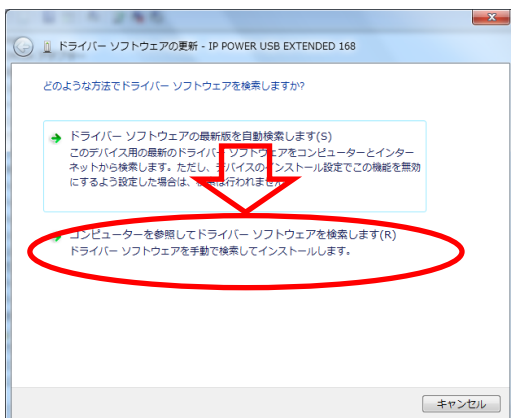 ドライバー ソフトウェアの更新 - IP POWER USB EXTENDED 168
どのような方法でドライバー ソフトウェアを検索しますか?
ドライバー ソフトウェアの最新版を自動検索します(S)
このデバイス用の最新のドライバー ソフトウェアをコンピューターとインター
ネットから検索します。ただし、デバイスのインストール設定でこの機能を無効
にするよう設定した場合は、検索は行われません。
コンピューターを参照してドライバー ソフトウェアを検索します(R)
ドライバー ソフトウェアを手動で検索してインストールします。
キャンセル